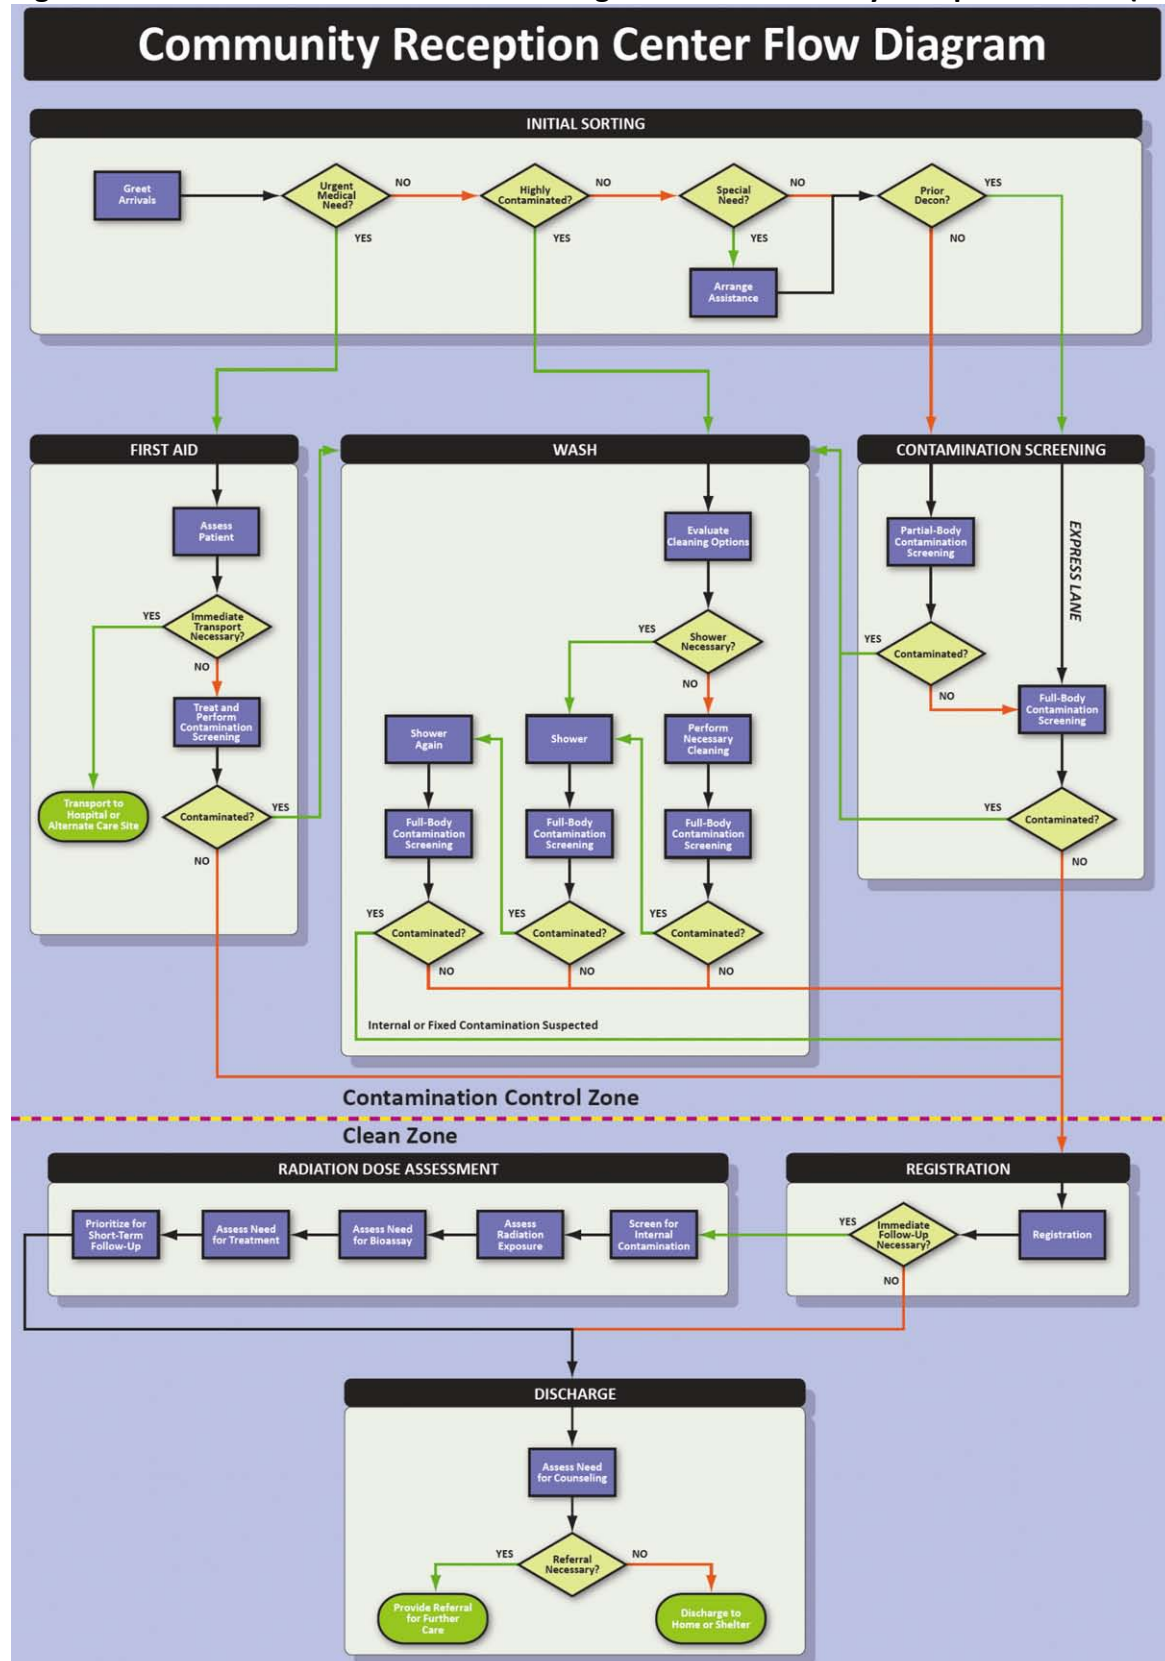 Community Reception Center Flow Diagram
INITIAL SORTING
Greet
Arrivals
Urgent
Medical
Need?
NO
YES
Highly
Contaminated?
NO
YES
Special
Need?
NO
YES
Arrange
Assistance
Prior
Decon?
YES
NO
FIRST AID
Assess
Patient
Immediate
Transport
Necessary?
YES
NO
Treat and
Perform
Contamination
Screening
Transport to
Hospital or
Alternate Care Site
Contaminated?
YES
NO
WASH
Evaluate
Cleaning Options
Shower
Necessary?
YES
NO
Shower
Again
Shower
Perform
Necessary
Cleaning
Full-Body
Contamination
Screening
Full-Body
Contamination
Screening
Full-Body
Contamination
Screening
YES
Contaminated?
NO
YES
Contaminated?
NO
YES
Contaminated?
NO
Internal or Fixed Contamination Suspected
CONTAMINATION SCREENING
Partial-Body
Contamination
Screening
EXPRESS LANE
YES
Contaminated?
NO
Full-Body
Contamination
Screening
YES
Contaminated?
NO
Contamination Control Zone
Clean Zone
RADIATION DOSE ASSESSMENT
Prioritize for
Short-Term
Follow-Up
Assess Need
for Treatment
Assess Need
for Bioassay
Assess
Radiation
Exposure
Screen for
Internal
Contamination
REGISTRATION
YES
Immediate
Follow-Up
Necessary?
NO
Registration
DISCHARGE
Assess Need
for Counseling
YES
Referral
Necessary?
NO
Provide Referral
for Further
Care
Discharge to
Home or Shelter